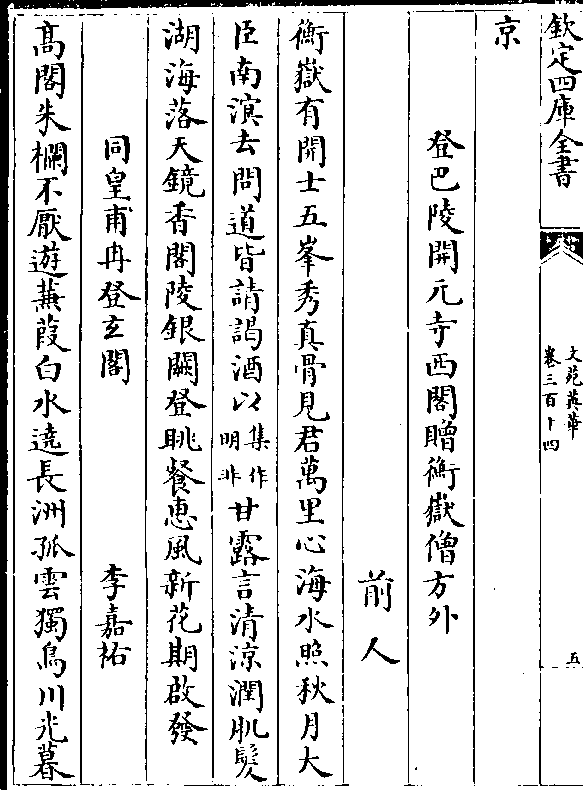 欽定四庫全書
文苑英華
卷三百十四
五
京
登巴陵開元寺西閣贈衡嶽僧方外
前人
衡嶽有開士五峯秀真骨見君萬里心海水照秋月大
臣南溟去問道皆請謁洒以集作明非甘露言清涼潤肌髮
湖海落天鏡香閣陵銀闕登眺餐惠風新花期啟發
同皇甫冉登玄閣
李嘉祐
髙閣朱欄不厭遊蒹葭白水遶長洲孤雲獨鳥川光暮